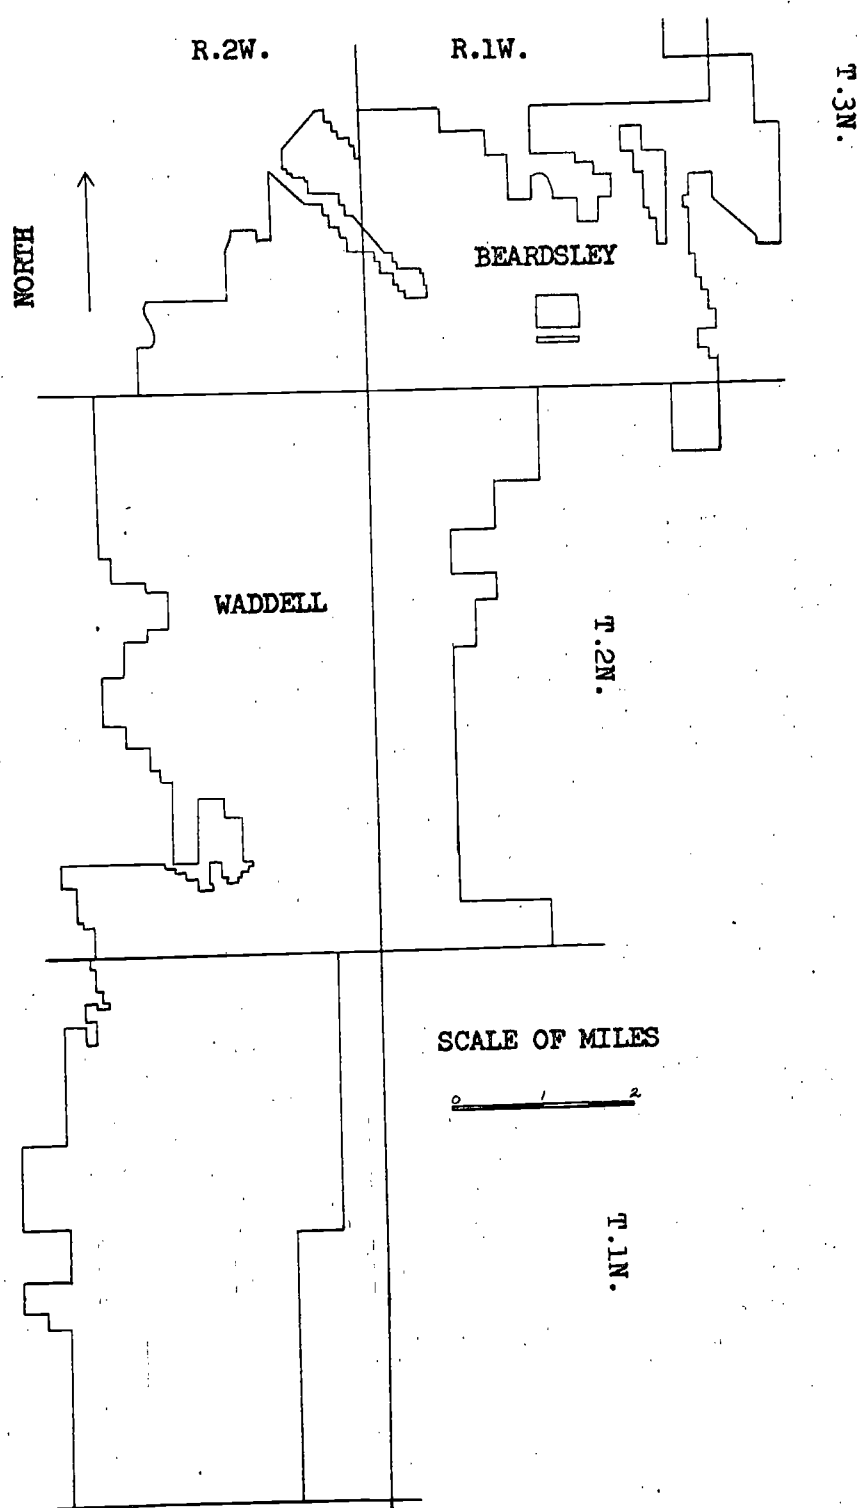 R.2W.
R.1W.
T.3N.
NORTH
BEARDSLEY
WADDELL
T.2N.
SCALE OF MILES
0 1 2
T.1N.